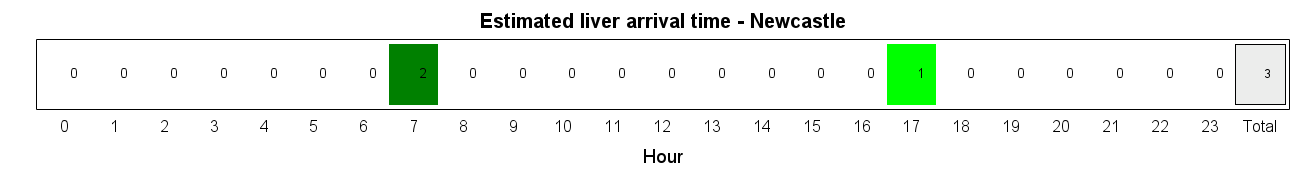 Estimated liver arrival time - Newcastle
0 0 0 0 0 0 0 2 0 0 0 0 0 0 0 0 0 1 0 0 0 0 0 0 3
0 1 2 3 4 5 6 7 8 9 10 11 12 13 14 15 16 17 18 19 20 21 22 23 Total
Hour